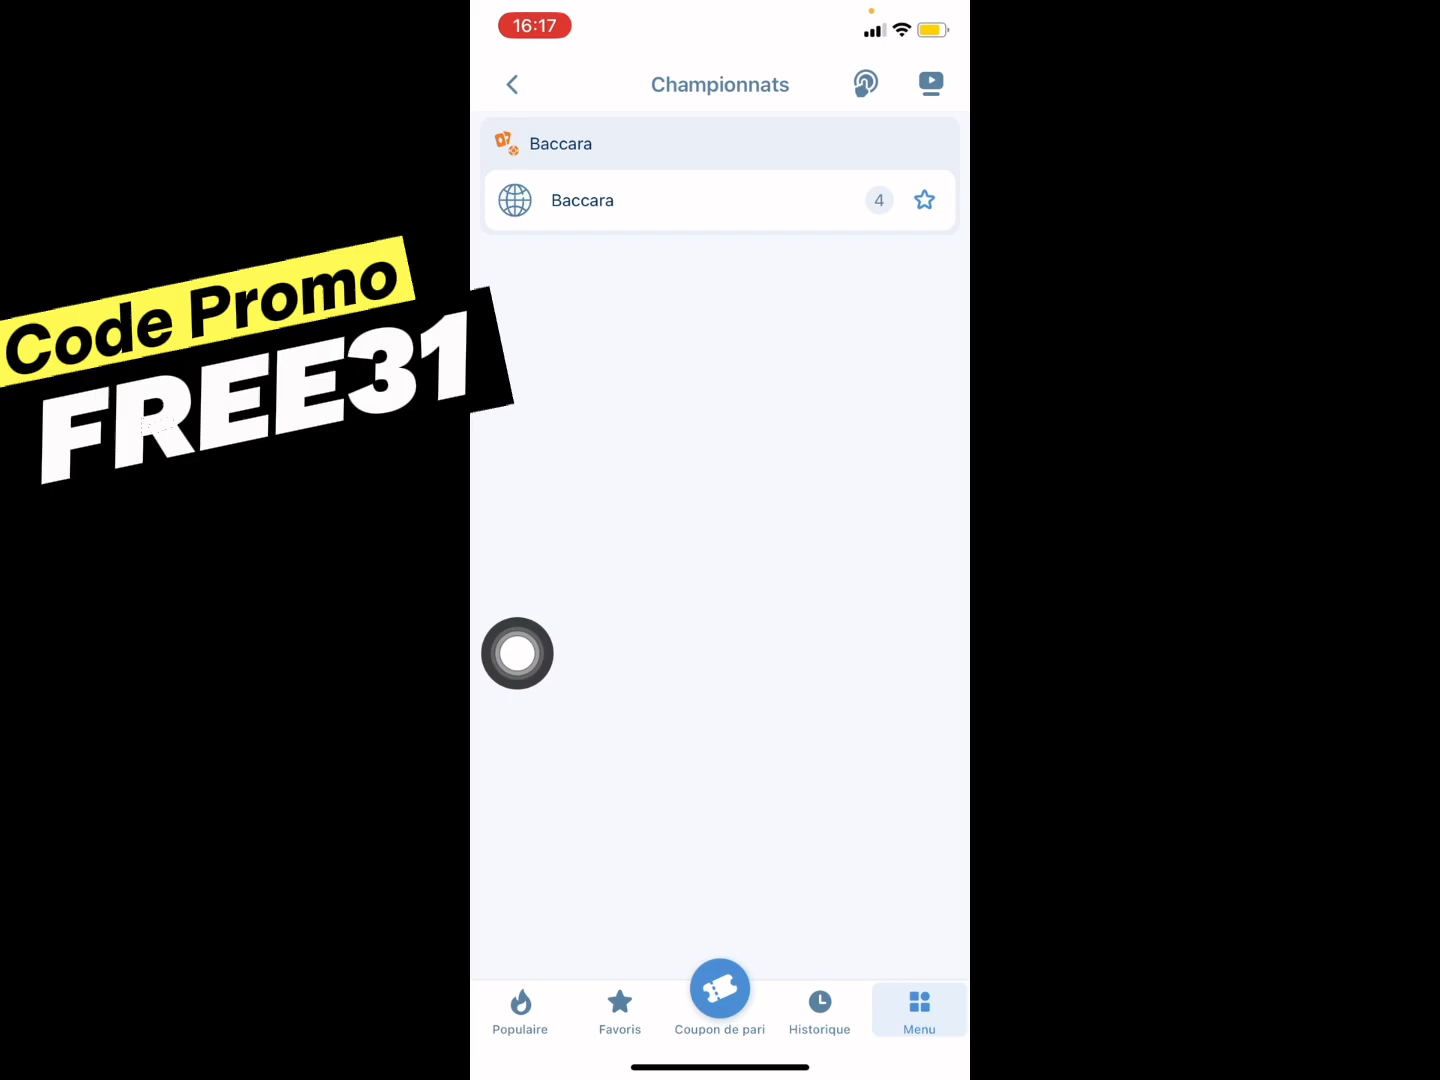 16:17
Championnats
Baccara
Baccara
4
Code Promo
FREE31
Populaire
Favoris
Coupon de pari
Historique
Menu